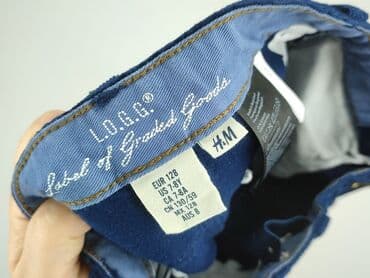 L.O.G.G.®
Label of Graded Goods
H&M
EUR 128
US 7-8Y
CA 7-8A
CN 130/59
MX 128
AUS 8